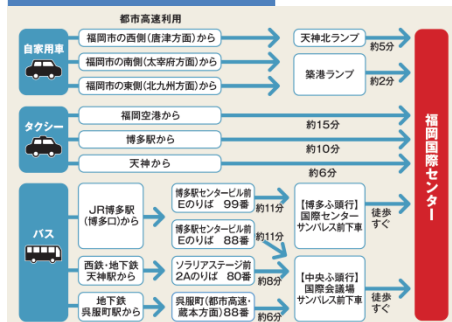 都市高速利用
自家用車
福岡市の西側(唐津方面)から
天神北ランプ
約5分
福岡市の南側(太宰府方面)から
築港ランプ
約2分
福岡市の東側(北九州方面)から
タクシー
福岡空港から
約15分
博多駅から
約10分
天神から
約6分
福岡国際センター
バス
JR博多駅
(博多口)から
博多駅センタービル前
Eのりば 99番
約11分
【博多ふ頭行】
国際センター
サンパレス前下車
徒歩
すぐ
博多駅センタービル前
Eのりば 88番
約11分
西鉄・地下鉄
天神駅から
ソラリアステージ前
2Aのりば 80番
約8分
【中央ふ頭行】
国際会議場
サンパレス前下車
徒歩
すぐ
地下鉄
呉服町駅から
呉服町(都市高速・
蔵本方面)88番
約6分